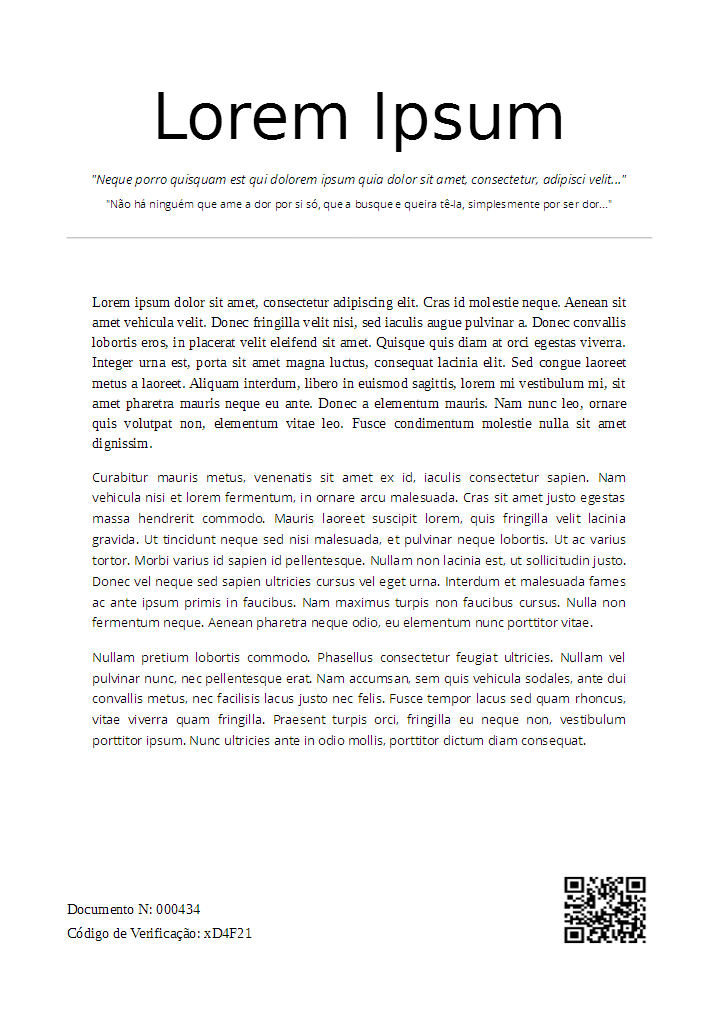 Lorem Ipsum
"Neque porro quisquam est qui dolorem ipsum quia dolor sit amet, consectetur, adipisci velit..."
"Não há ninguém que ame a dor por si só, que a busque e queira tê-la, simplesmente por ser dor..."
Lorem ipsum dolor sit amet, consectetur adipiscing elit. Cras id molestie neque. Aenean sit
amet vehicula velit. Donec fringilla velit nisi, sed iaculis augue pulvinar a. Donec convallis
lobortis eros, in placerat velit eleifend sit amet. Quisque quis diam at orci egestas viverra.
Integer urna est, porta sit amet magna luctus, consequat lacinia elit. Sed congue laoreet
metus a laoreet. Aliquam interdum, libero in euismod sagittis, lorem mi vestibulum mi, sit
amet pharetra mauris neque eu ante. Donec a elementum mauris. Nam nunc leo, ornare
quis volutpat non, elementum vitae leo. Fusce condimentum molestie nulla sit amet
dignissim.
Curabitur mauris metus, venenatis sit amet ex id, iaculis consectetur sapien. Nam
vehicula nisi et lorem fermentum, in ornare arcu malesuada. Cras sit amet justo egestas
massa hendrerit commodo. Mauris laoreet suscipit lorem, quis fringilla velit lacinia
gravida. Ut tincidunt neque sed nisi malesuada, et pulvinar neque lobortis. Ut ac varius
tortor. Morbi varius id sapien id pellentesque. Nullam non lacinia est, ut sollicitudin justo.
Donec vel neque sed sapien ultricies cursus vel eget urna. Interdum et malesuada fames
ac ante ipsum primis in faucibus. Nam maximus turpis non faucibus cursus. Nulla non
fermentum neque. Aenean pharetra neque odio, eu elementum nunc porttitor vitae.
Nullam pretium lobortis commodo. Phasellus consectetur feugiat ultricies. Nullam vel
pulvinar nunc, nec pellentesque erat. Nam accumsan, sem quis vehicula sodales, ante dui
convallis metus, nec facilisis lacus justo nec felis. Fusce tempor lacus sed quam rhoncus,
vitae viverra quam fringilla. Praesent turpis orci, fringilla eu neque non, vestibulum
porttitor ipsum. Nunc ultricies ante in odio mollis, porttitor dictum diam consequat.
Documento N: 000434
Código de Verificação: xD4F21